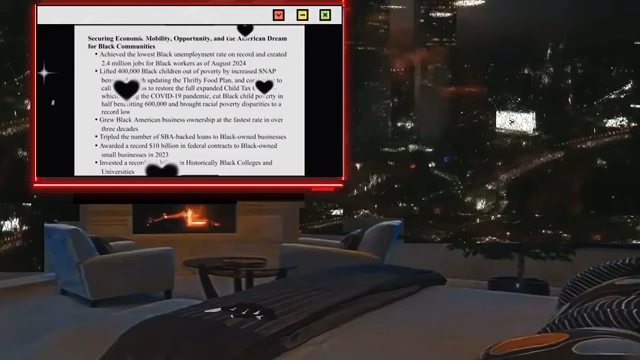 Securing Economic Mobility, Opportunity, and the American Dream
for Black Communities
• Achieved the lowest Black unemployment rate on record and created
2.4 million jobs for Black workers as of August 2024
• Lifted 400,000 Black children out of poverty by increased SNAP
updating the Thrifty Food Plan, and to
call to restore the full expanded Child Tax
the COVID-19 pandemic, cut Black child poverty in
half benefitting 600,000 and brought racial poverty disparities to a
record low
• Grew Black American business ownership at the fastest rate in over
three decades
• Tripled the number of SBA-backed loans to Black-owned businesses
• Awarded a record $10 billion in federal contracts to Black-owned
small businesses in 2023
• Invested a record in Historically Black Colleges and
Universities